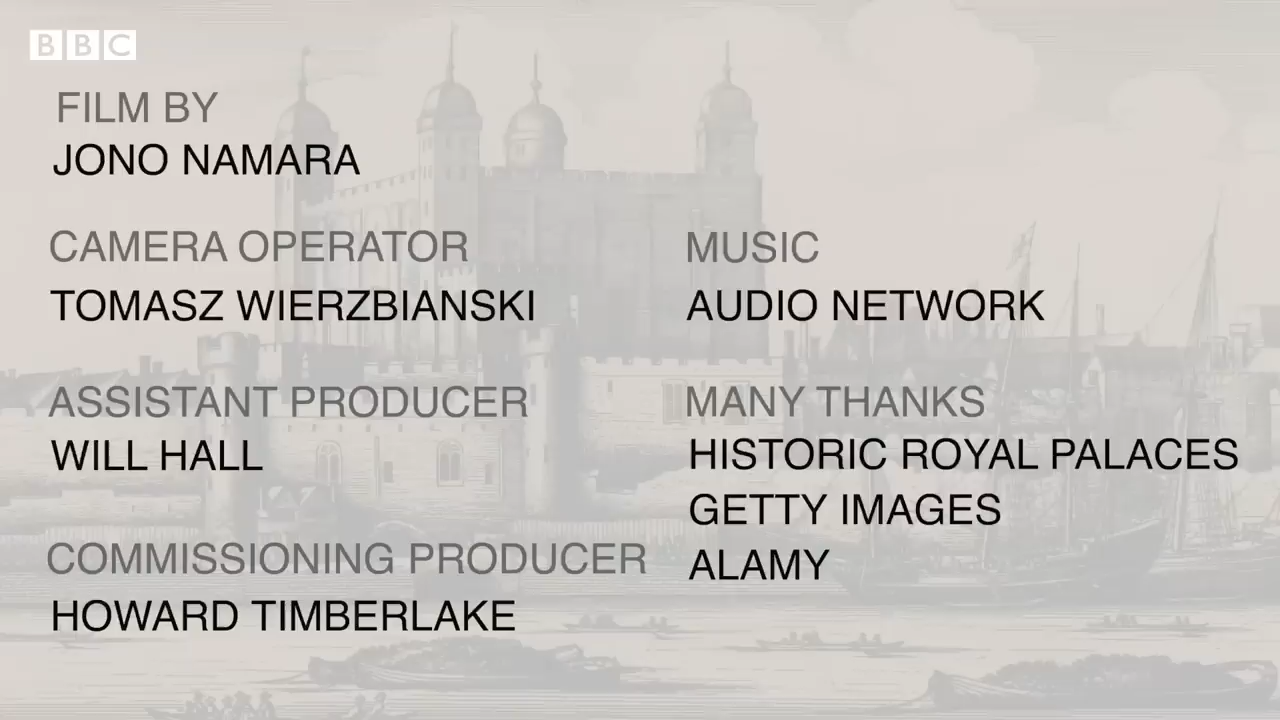 BBC
FILM BY
JONO NAMARA
CAMERA OPERATOR
TOMASZ WIERZBIANSKI
ASSISTANT PRODUCER
WILL HALL
COMMISSIONING PRODUCER
HOWARD TIMBERLAKE
MUSIC
AUDIO NETWORK
MANY THANKS
HISTORIC ROYAL PALACES
GETTY IMAGES
ALAMY